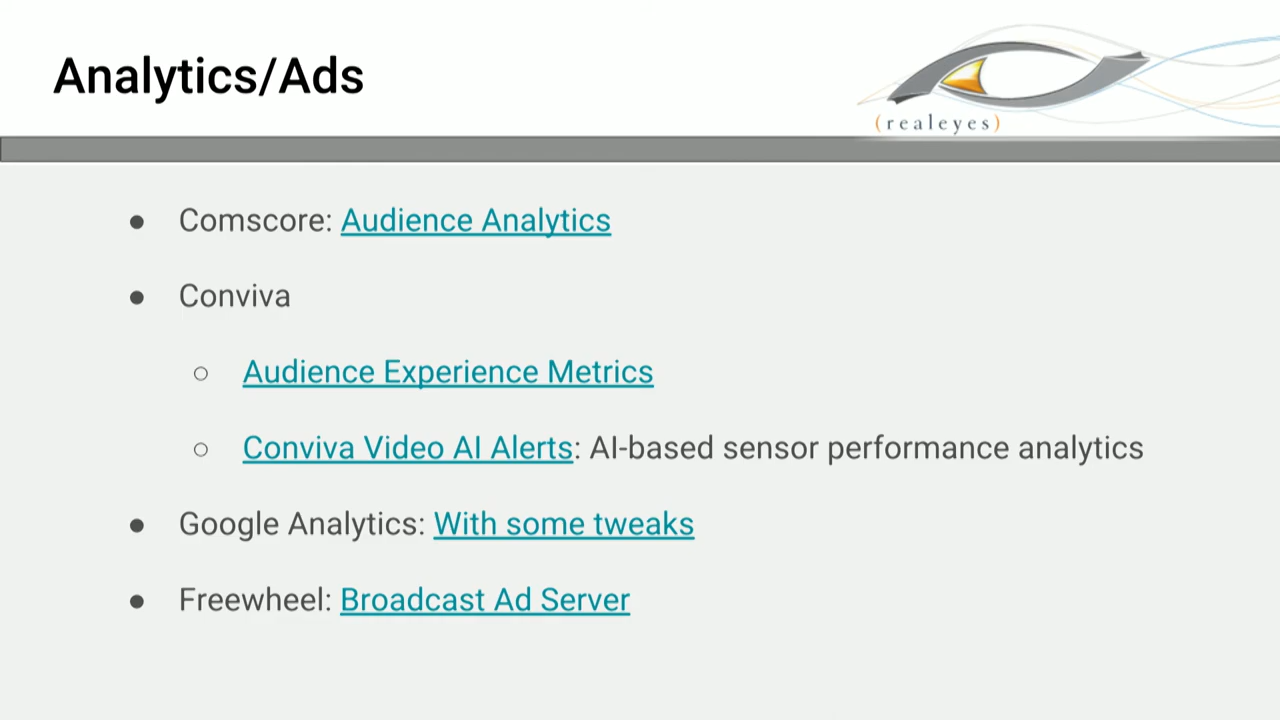 Analytics/Ads
(realeyes)
● Comscore: Audience Analytics
● Conviva
○ Audience Experience Metrics
○ Conviva Video AI Alerts: AI-based sensor performance analytics
● Google Analytics: With some tweaks
● Freewheel: Broadcast Ad Server